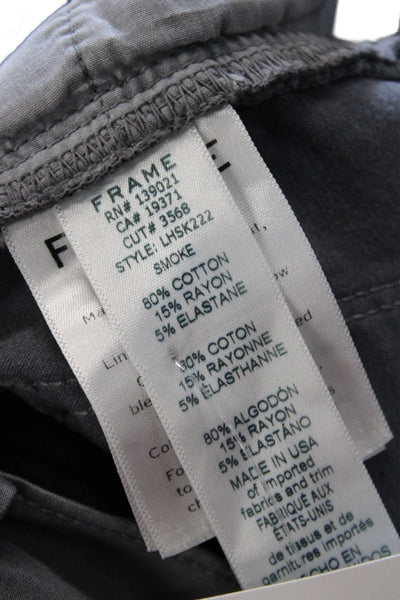 FRAME
RN# 139021
CA# 19371
CUT# 3568
STYLE: LHSK222
SMOKE
80% COTTON
15% RAYON
5% ELASTANE
80% COTON
15% RAYONNE
5% ELASTHANNE
80% ALGODÓN
15% RAYON
5% ELASTÁNO
MADE IN USA
of imported
fabrics and trim
FABRIQUÉ AUX
ÉTATS-UNIS
de tissus et de
garnitures importés